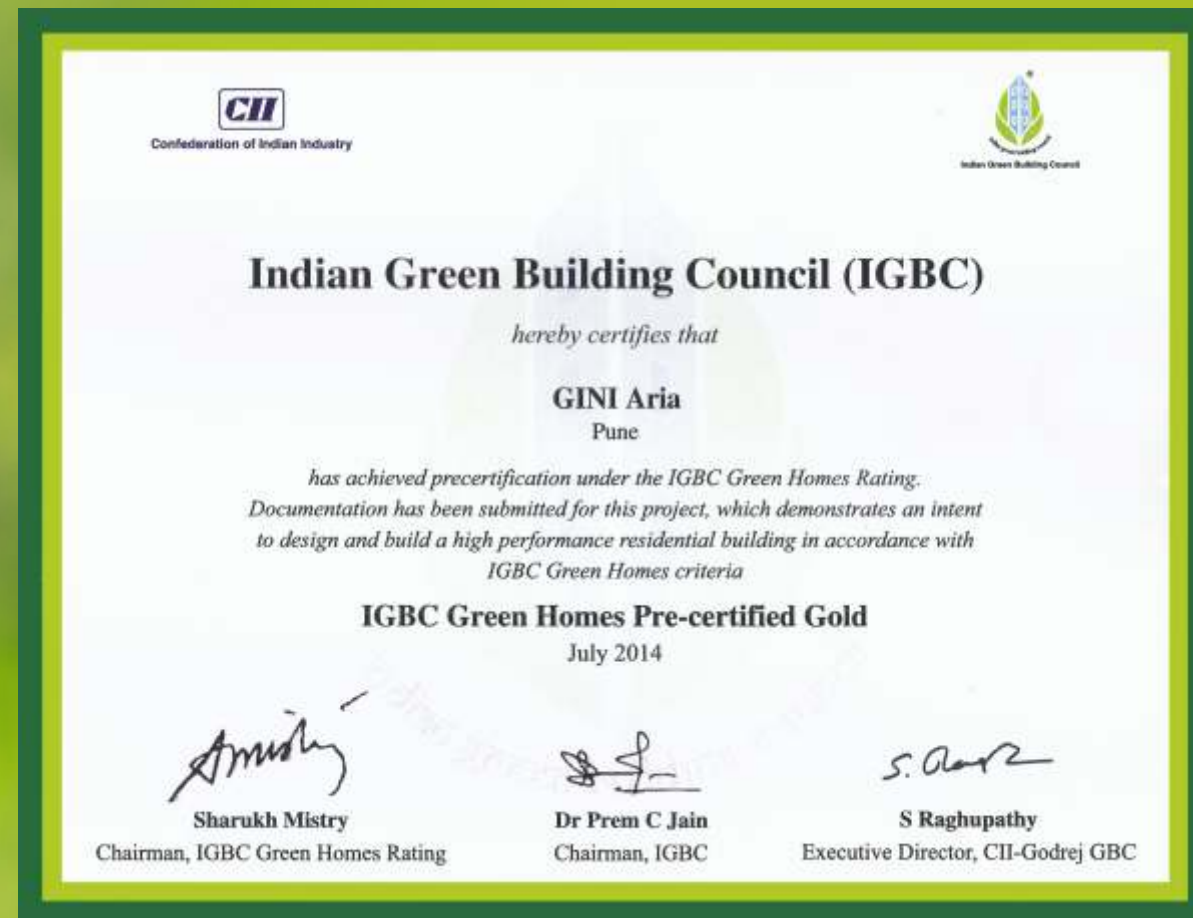 CII
Confederation of Indian Industry
Indian Green Building Council
Indian Green Building Council (IGBC)
hereby certifies that
GINI Aria
Pune
has achieved precertification under the IGBC Green Homes Rating.
Documentation has been submitted for this project, which demonstrates an intent
to design and build a high performance residential building in accordance with
IGBC Green Homes criteria
IGBC Green Homes Pre-certified Gold
July 2014
Sharukh Mistry
Chairman, IGBC Green Homes Rating
Dr Prem C Jain
Chairman, IGBC
S Raghupathy
Executive Director, CII-Godrej GBC